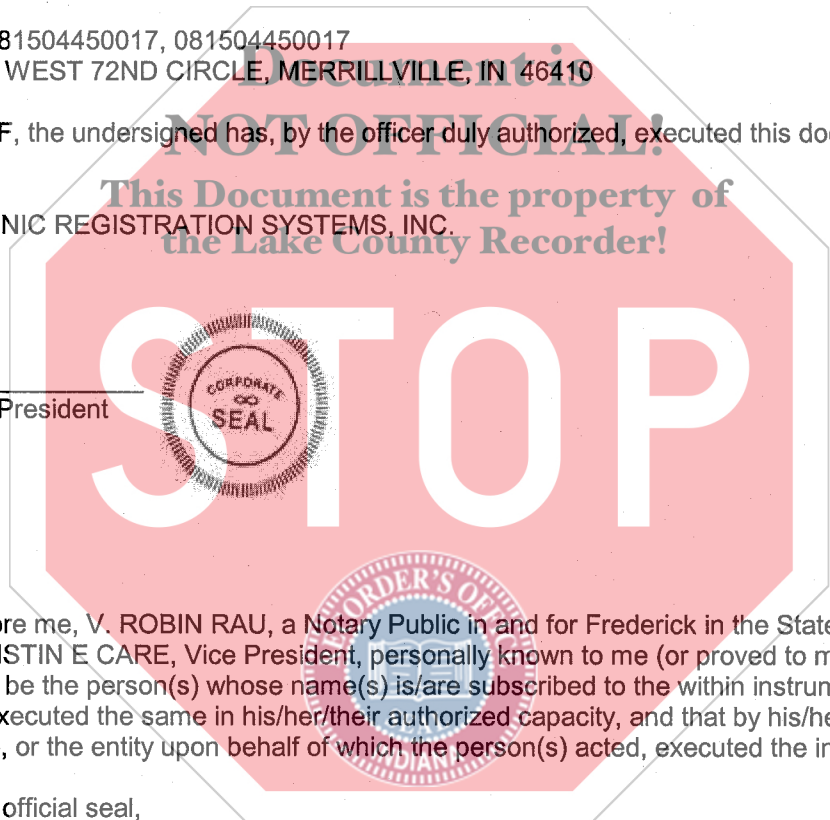 81504450017, 081504450017
Document is
WEST 72ND CIRCLE, MERRILLVILLE, IN 46410
NOT OFFICIAL!
F, the undersigned has, by the officer duly authorized, executed this doc
This Document is the property of
NIC REGISTRATION SYSTEMS, INC.
the Lake County Recorder!
STOP
CORPORATE
SEAL
President
RECORDER'S OFFICE
ore me, V. ROBIN RAU, a Notary Public in and for Frederick in the State
ISTIN E CARE, Vice President, personally known to me (or proved to m
be the person(s) whose name(s) is/are subscribed to the within instrum
xecuted the same in his/her/their authorized capacity, and that by his/he
, or the entity upon behalf of which the person(s) acted, executed the in
INDIANA
official seal,